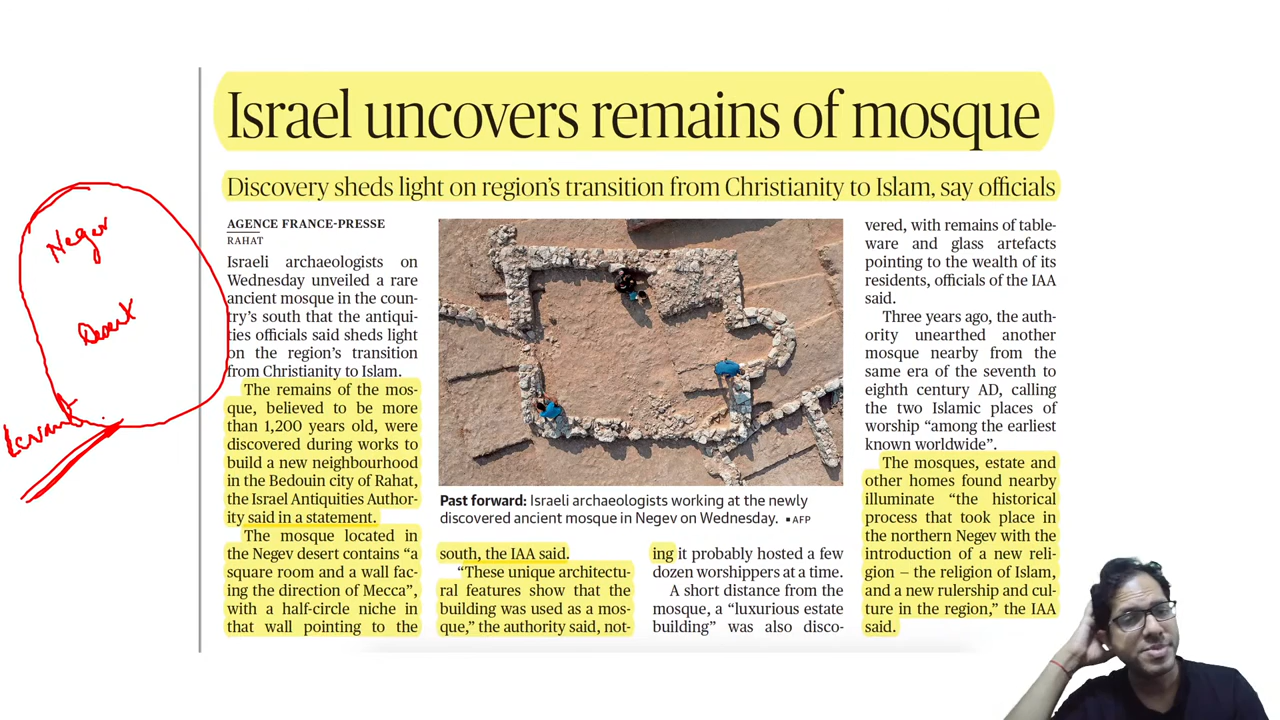 Israel uncovers remains of mosque
Discovery sheds light on region's transition from Christianity to Islam, say officials
AGENCE FRANCE-PRESSE
RAHAT
Israeli archaeologists on
Wednesday unveiled a rare
ancient mosque in the coun-
try's south that the antiqui-
ties officials said sheds light
on the region's transition
from Christianity to Islam.
The remains of the mos-
que, believed to be more
than 1,200 years old, were
discovered during works to
build a new neighbourhood
in the Bedouin city of Rahat,
the Israel Antiquities Author-
ity said in a statement.
The mosque located in
the Negev desert contains "a
square room and a wall fac-
ing the direction of Mecca",
with a half-circle niche in
that wall pointing to the
Past forward: Israeli archaeologists working at the newly
discovered ancient mosque in Negev on Wednesday. ■ AFP
south, the IAA said.
"These unique architectu-
ral features show that the
building was used as a mos-
que," the authority said, not-
ing it probably hosted a few
dozen worshippers at a time.
A short distance from the
mosque, a "luxurious estate
building" was also disco-
vered, with remains of table-
ware and glass artefacts
pointing to the wealth of its
residents, officials of the IAA
said.
Three years ago, the auth-
ority unearthed another
mosque nearby from the
same era of the seventh to
eighth century AD, calling
the two Islamic places of
worship "among the earliest
known worldwide".
The mosques, estate and
other homes found nearby
illuminate "the historical
process that took place in
the northern Negev with the
introduction of a new reli-
gion – the religion of Islam,
and a new rulership and cul-
ture in the region," the IAA
said.
Negev
Desert
Levant